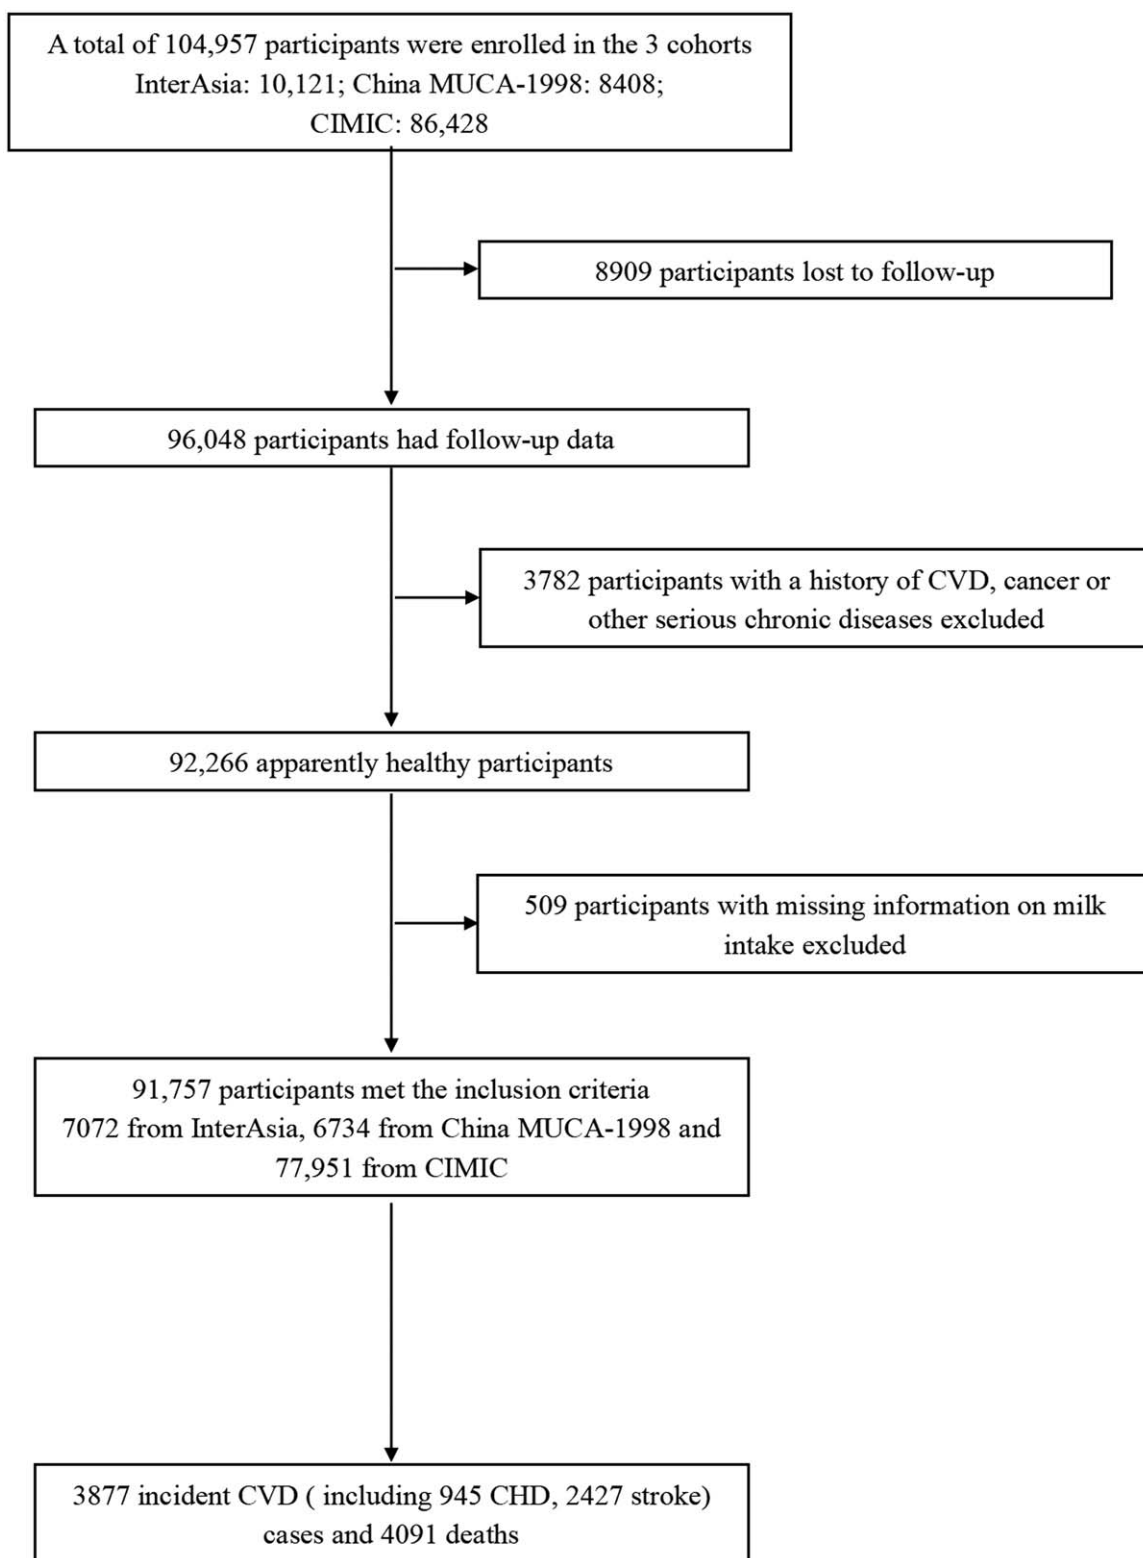 A total of 104,957 participants were enrolled in the 3 cohorts
InterAsia: 10,121; China MUCA-1998: 8408;
CIMIC: 86,428
8909 participants lost to follow-up
96,048 participants had follow-up data
3782 participants with a history of CVD, cancer or
other serious chronic diseases excluded
92,266 apparently healthy participants
509 participants with missing information on milk
intake excluded
91,757 participants met the inclusion criteria
7072 from InterAsia, 6734 from China MUCA-1998 and
77,951 from CIMIC
3877 incident CVD ( including 945 CHD, 2427 stroke)
cases and 4091 deaths